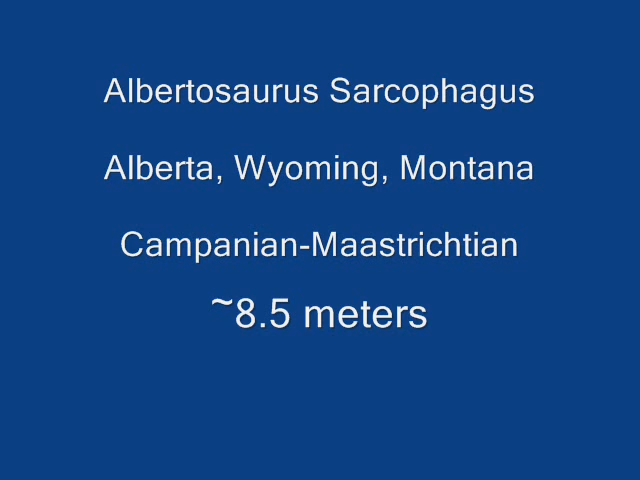 Albertosaurus Sarcophagus
Alberta, Wyoming, Montana
Campanian-Maastrichtian
~8.5 meters